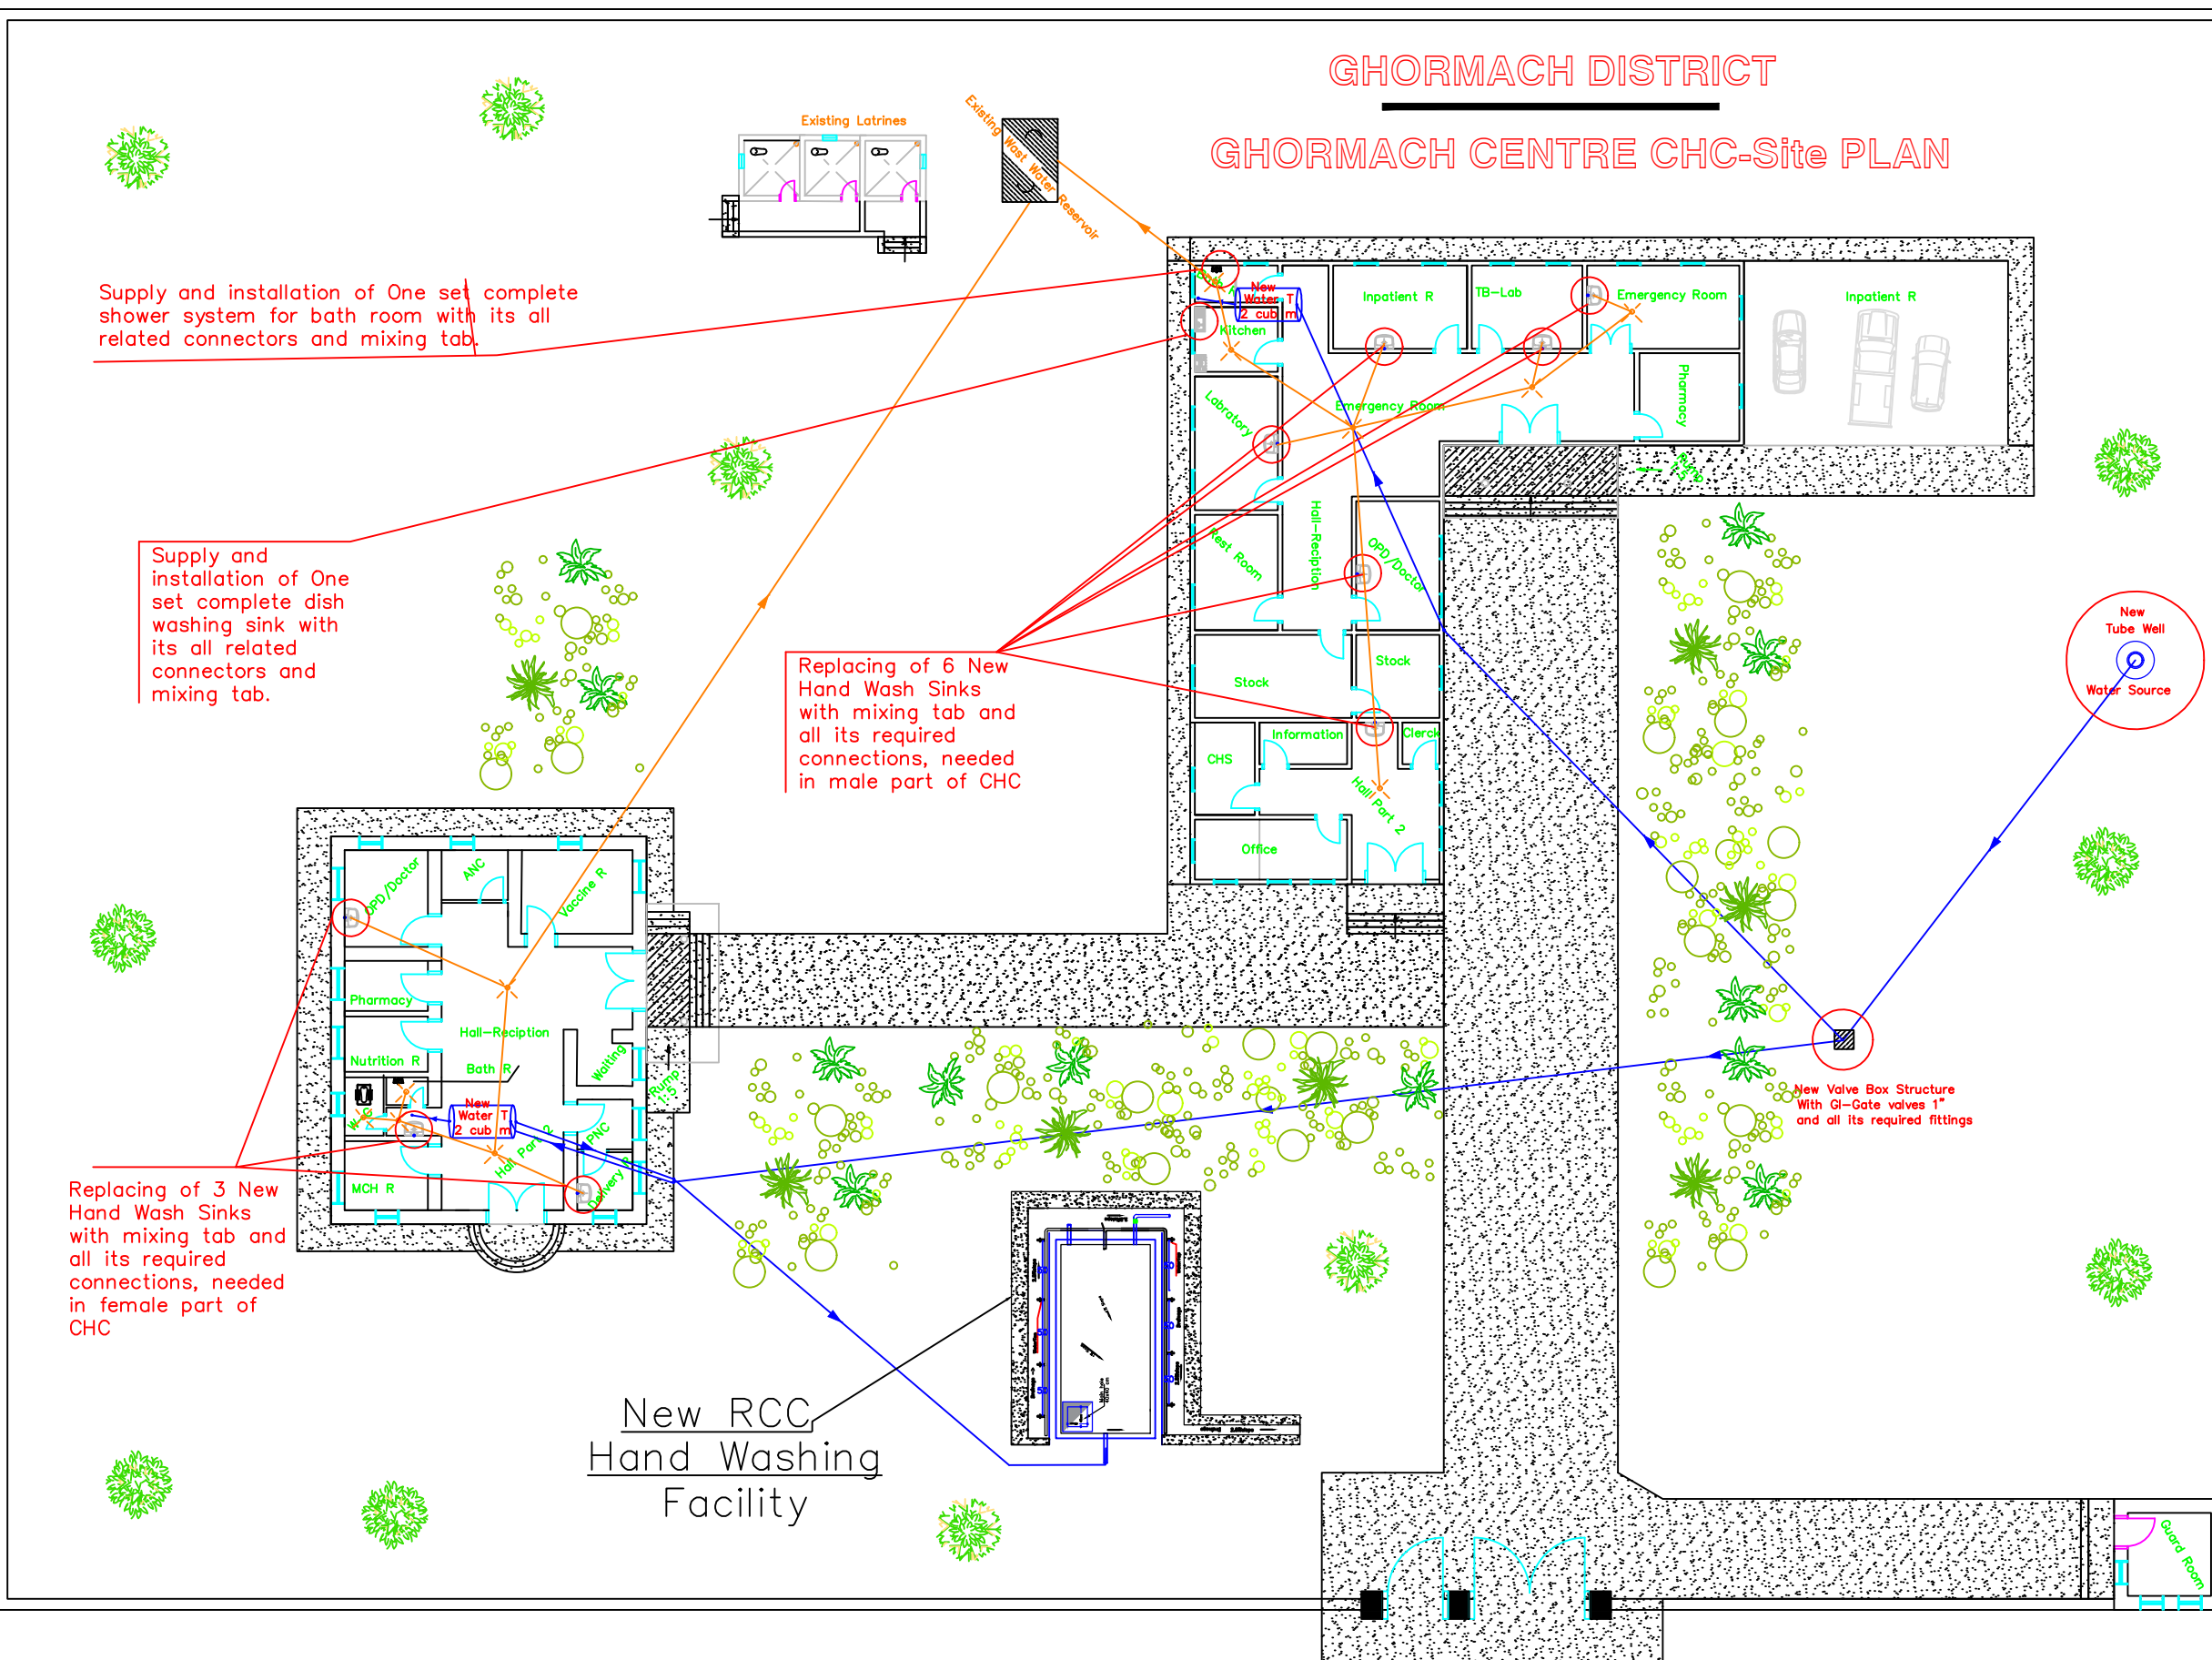 GHORMACH DISTRICT
GHORMACH CENTRE CHC-Site PLAN
Existing Latrines
Existing Wast Water Reservoir
Supply and installation of One set complete
shower system for bath room with its all
related connectors and mixing tab.
Supply and
installation of One
set complete dish
washing sink with
its all related
connectors and
mixing tab.
New
Water T
2 cub m
Kitchen
Inpatient R
TB-Lab
Emergency Room
Inpatient R
Pharmacy
Labratory
Emergency Room
Rest Room
Hall-Reciption
OPD/Doctor
Stock
Stock
CHS
Information
Clerck
Hall Part 2
Office
Replacing of 6 New
Hand Wash Sinks
with mixing tab and
all its required
connections, needed
in male part of CHC
New
Tube Well
Water Source
New Valve Box Structure
With GI-Gate valves 1"
and all its required fittings
OPD/Doctor
ANC
Vaccine R
Pharmacy
Hall-Reciption
Nutrition R
Bath R
Waiting
Rump
1:5
New
Water T
2 cub m
Hall Part 2
PNC
Delivery R
MCH R
Replacing of 3 New
Hand Wash Sinks
with mixing tab and
all its required
connections, needed
in female part of
CHC
New RCC
Hand Washing
Facility
Guard Room